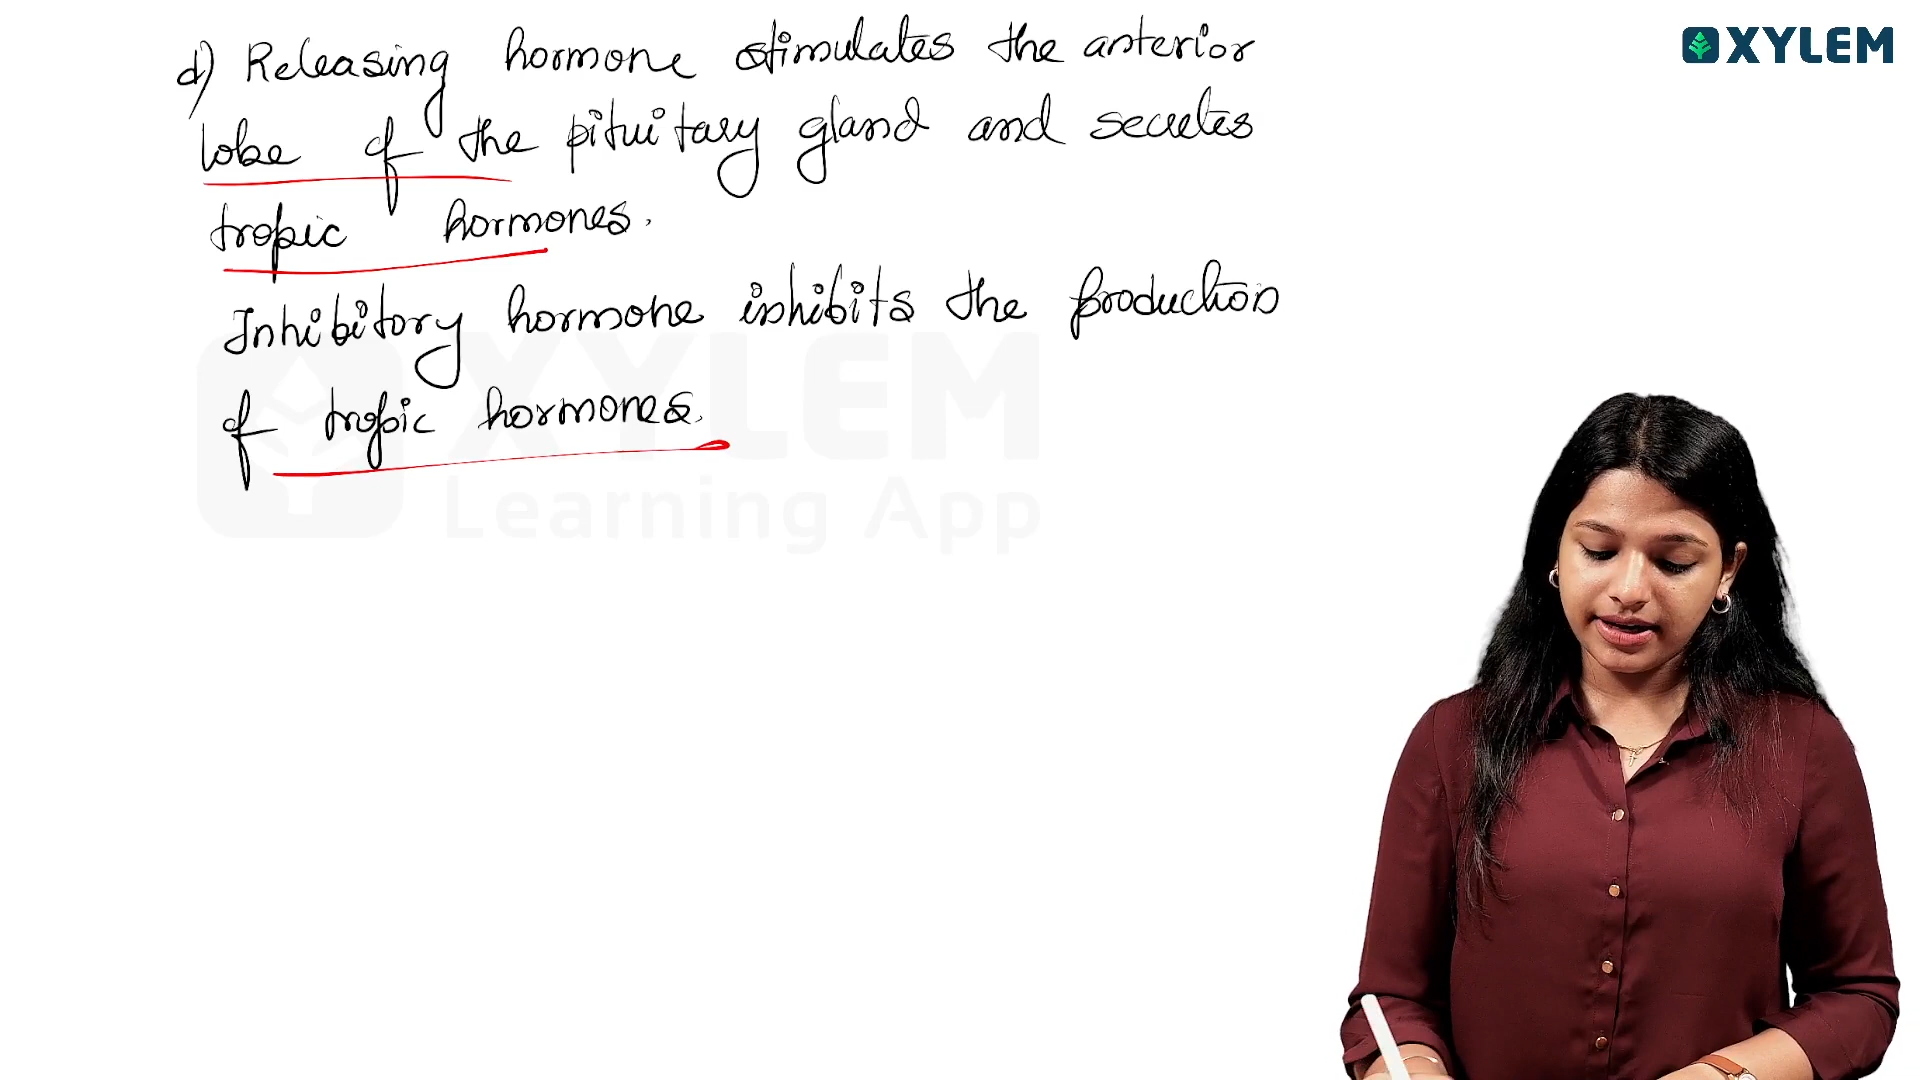 d) Releasing hormone stimulates the anterior
lobe of the pituitary gland and secretes
tropic hormones.
Inhibitory hormone inhibits the production
of tropic hormones.
XYLEM
XYLEM
Learning App